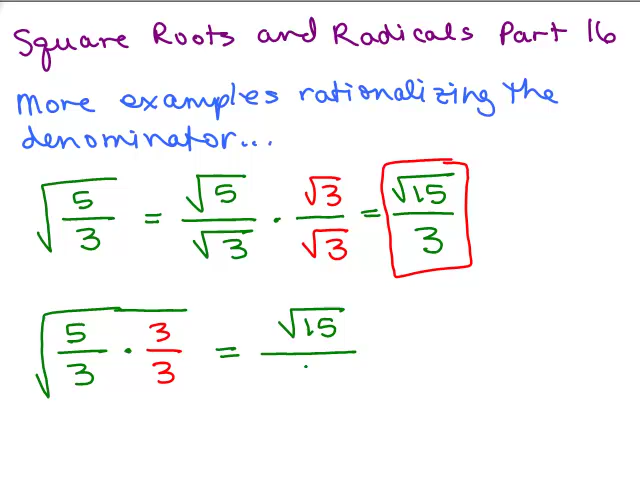 Square Roots and Radicals Part 16
More examples rationalizing the
denominator...
√(5/3) = √5/√3 · √3/√3 = √15/3
√(5/3 · 3/3) = √15/